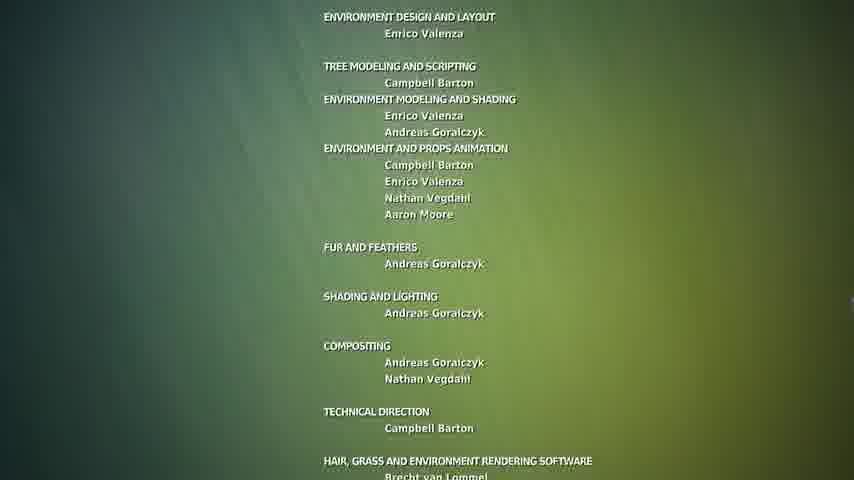 ENVIRONMENT DESIGN AND LAYOUT
Enrico Valenza
TREE MODELING AND SCRIPTING
Campbell Barton
ENVIRONMENT MODELING AND SHADING
Enrico Valenza
Andreas Goralczyk
ENVIRONMENT AND PROPS ANIMATION
Campbell Barton
Enrico Valenza
Nathan Vegdahl
Aaron Moore
FUR AND FEATHERS
Andreas Goralczyk
SHADING AND LIGHTING
Andreas Goralczyk
COMPOSITING
Andreas Goralczyk
Nathan Vegdahl
TECHNICAL DIRECTION
Campbell Barton
HAIR, GRASS AND ENVIRONMENT RENDERING SOFTWARE
Brecht van Lommel